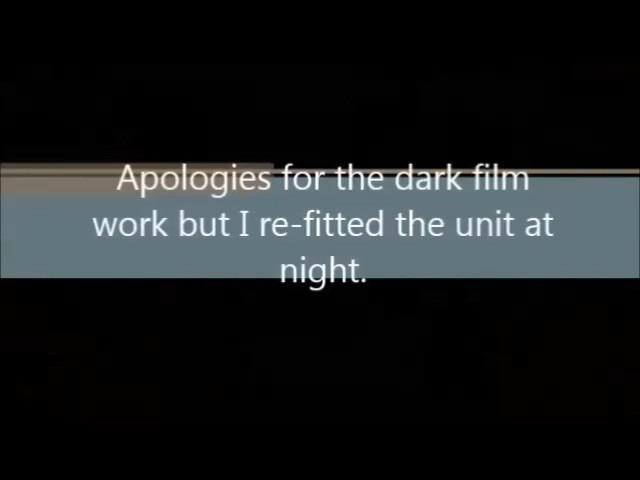 Apologies for the dark film
work but I re-fitted the unit at
night.